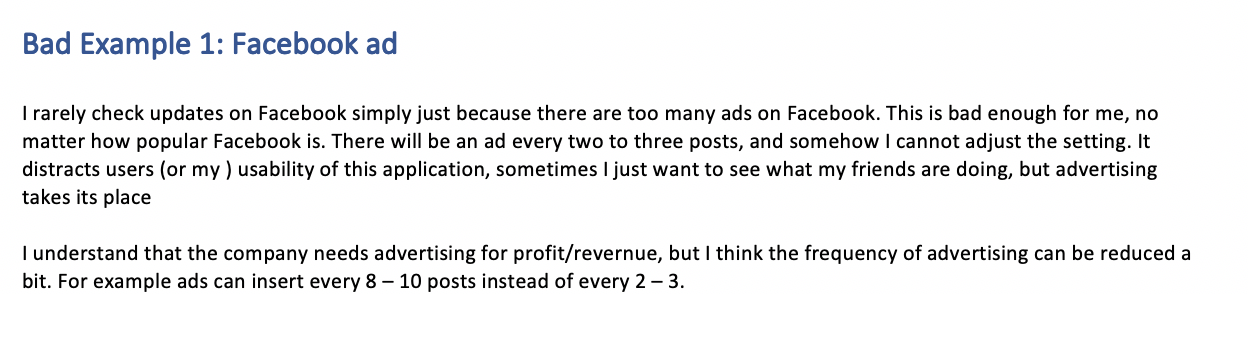 Bad Example 1: Facebook ad
I rarely check updates on Facebook simply just because there are too many ads on Facebook. This is bad enough for me, no
matter how popular Facebook is. There will be an ad every two to three posts, and somehow I cannot adjust the setting. It
distracts users (or my ) usability of this application, sometimes I just want to see what my friends are doing, but advertising
takes its place
I understand that the company needs advertising for profit/revernue, but I think the frequency of advertising can be reduced a
bit. For example ads can insert every 8 – 10 posts instead of every 2 – 3.